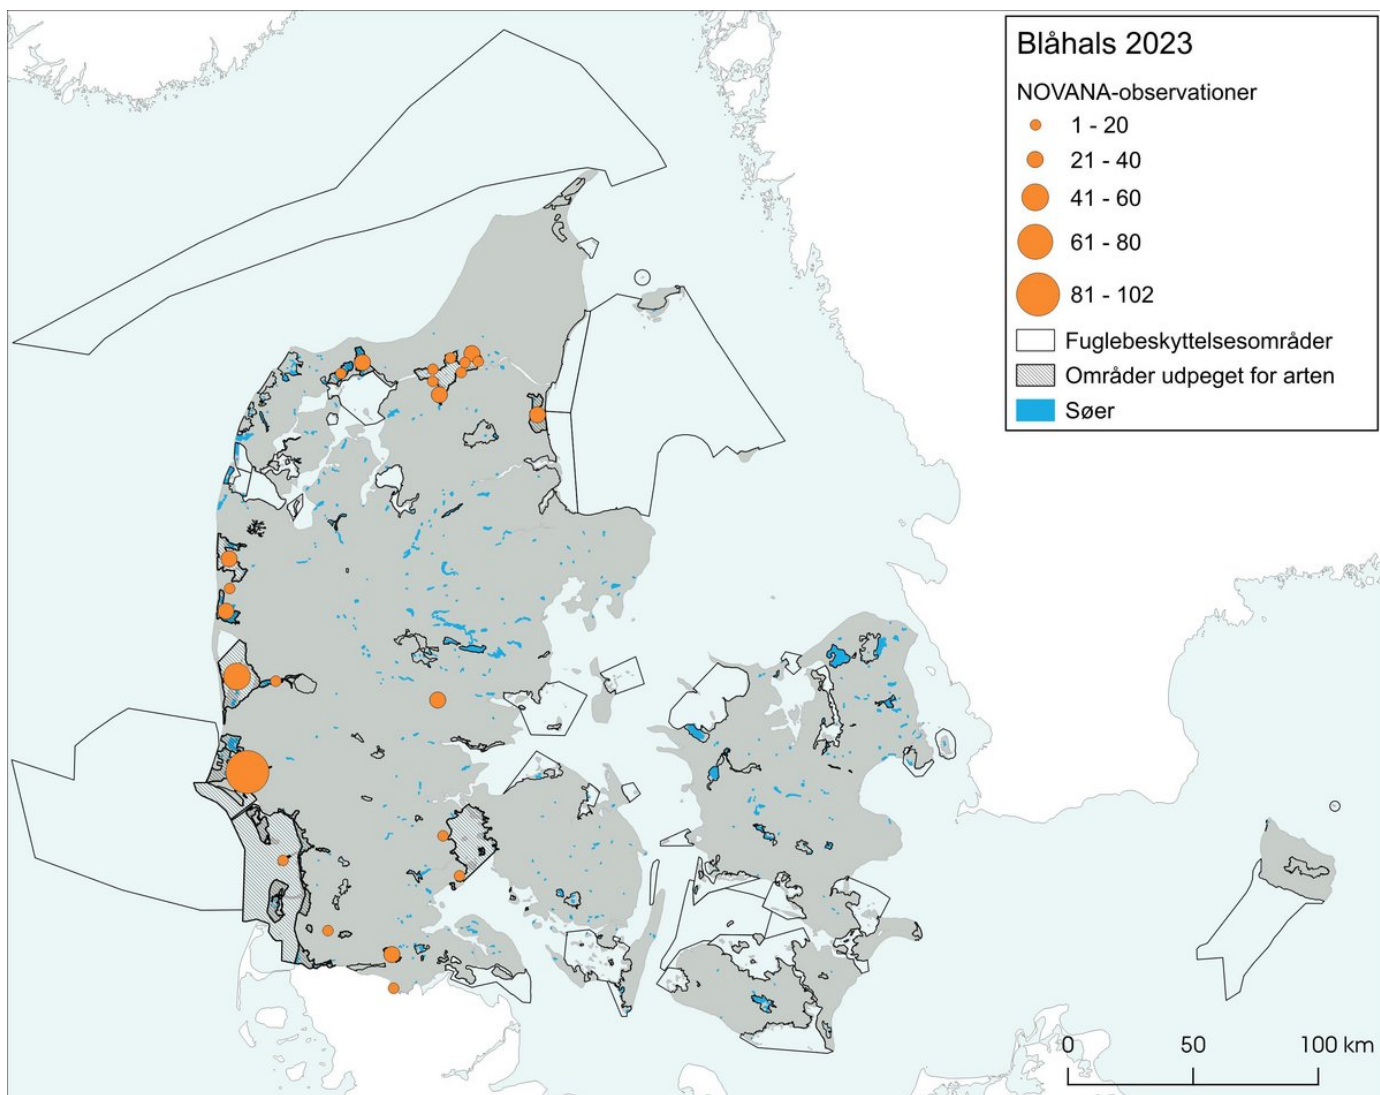 Blåhals 2023
NOVANA-observationer
1 - 20
21 - 40
41 - 60
61 - 80
81 - 102
Fuglebeskyttelsesområder
Områder udpeget for arten
Søer
0 50 100 km